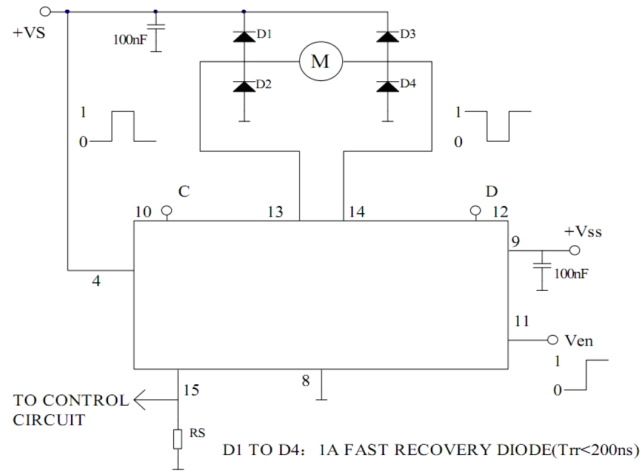 +VS
100nF
D1
D3
M
D2
D4
1
0
1
0
C
D
10
13
14
12
+Vss
9
4
100nF
11
Ven
1
0
15
8
TO CONTROL
CIRCUIT
RS
D1 TO D4: 1A FAST RECOVERY DIODE(Trr<200ns)